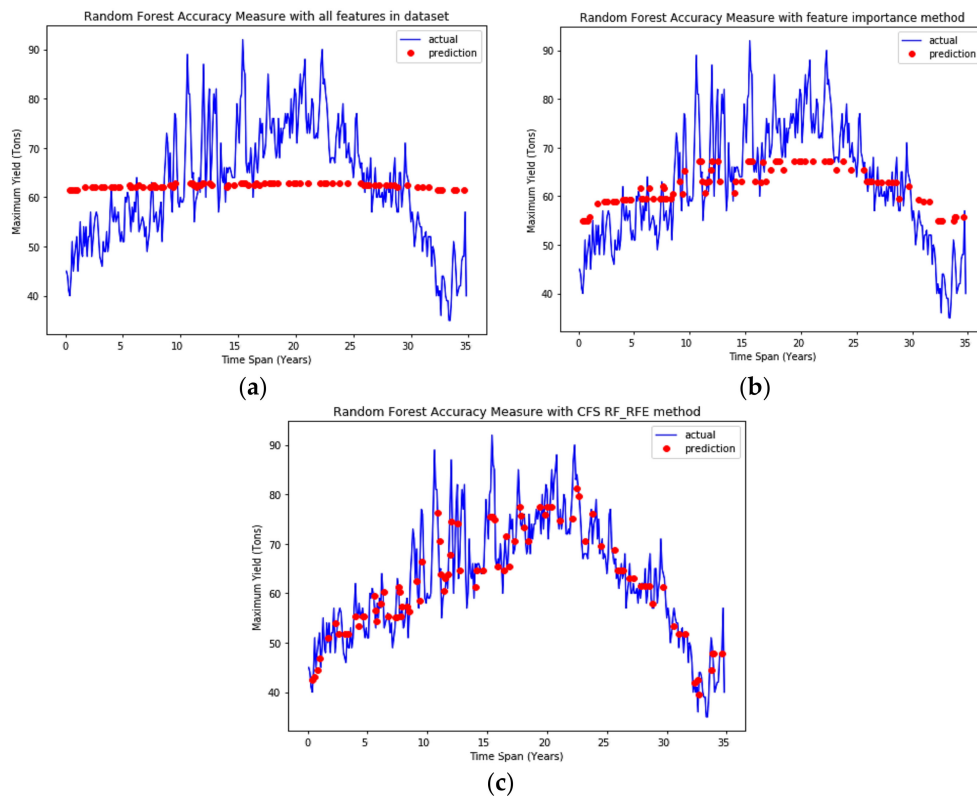 Random Forest Accuracy Measure with all features in dataset
actual
prediction
Maximum Yield (Tons)
90
80
70
60
50
40
0 5 10 15 20 25 30 35
Time Span (Years)
(a)
Random Forest Accuracy Measure with feature importance method
actual
prediction
Maximum Yield (Tons)
90
80
70
60
50
40
0 5 10 15 20 25 30 35
Time Span (Years)
(b)
Random Forest Accuracy Measure with CFS RF_RFE method
actual
prediction
Maximum Yield (Tons)
90
80
70
60
50
40
0 5 10 15 20 25 30 35
Time Span (Years)
(c)